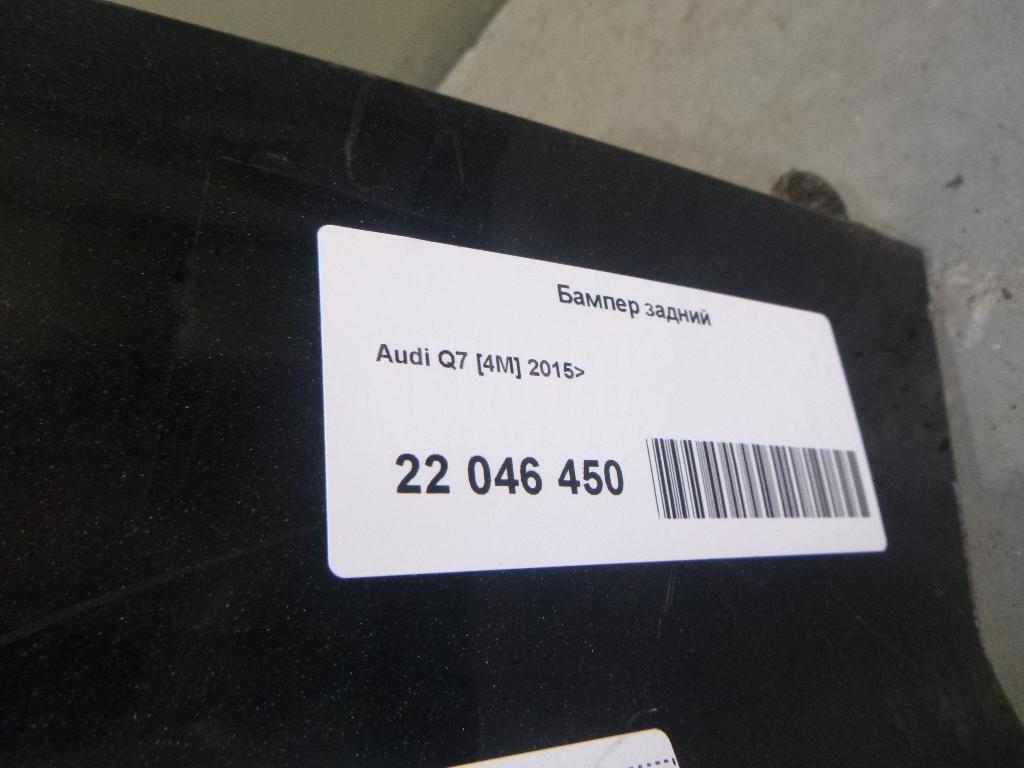 Бампер задний
Audi Q7 [4M] 2015>
22 046 450